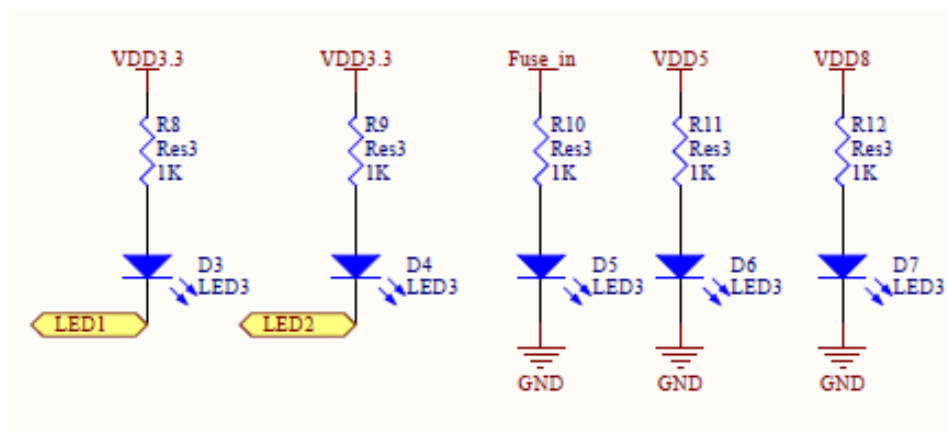 VDD3.3
R8
Res3
1K
D3
LED3
LED1
VDD3.3
R9
Res3
1K
D4
LED3
LED2
Fuse_in
R10
Res3
1K
D5
LED3
GND
VDD5
R11
Res3
1K
D6
LED3
GND
VDD8
R12
Res3
1K
D7
LED3
GND